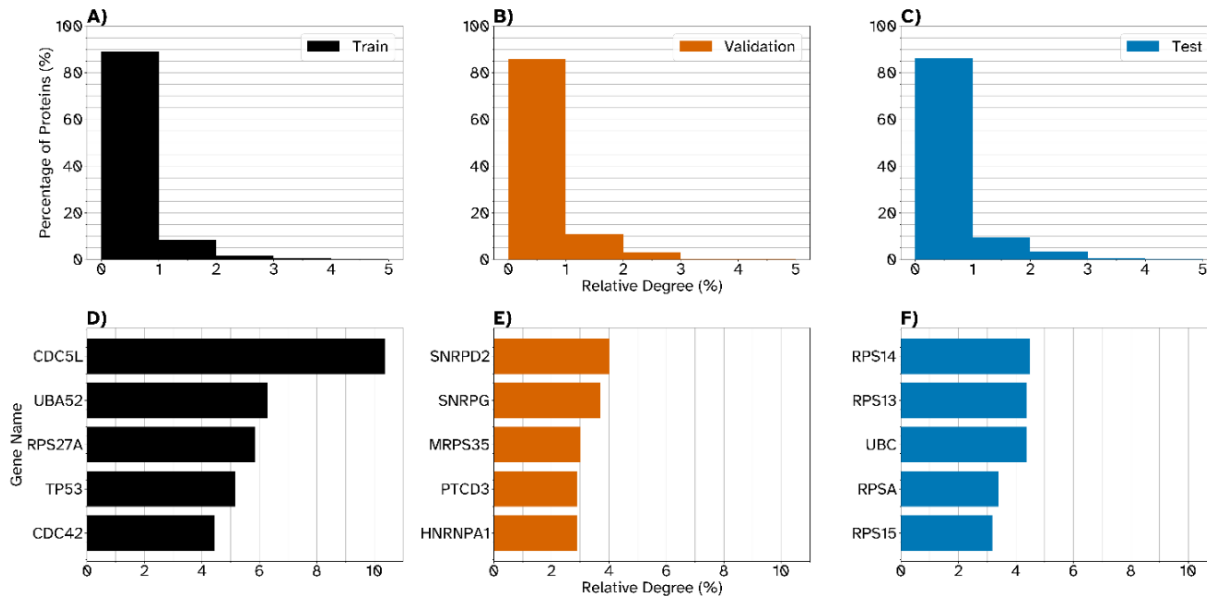 A)
B)
C)
Percentage of Proteins (%)
100
80
60
40
20
0
Train
0 1 2 3 4 5
100
80
60
40
20
0
Validation
0 1 2 3 4 5
Relative Degree (%)
100
80
60
40
20
0
Test
0 1 2 3 4 5
D)
E)
F)
Gene Name
CDC5L
UBA52
RPS27A
TP53
CDC42
0 2 4 6 8 10
SNRPD2
SNRPG
MRPS35
PTCD3
HNRNPA1
0 2 4 6 8 10
Relative Degree (%)
RPS14
RPS13
UBC
RPSA
RPS15
0 2 4 6 8 10